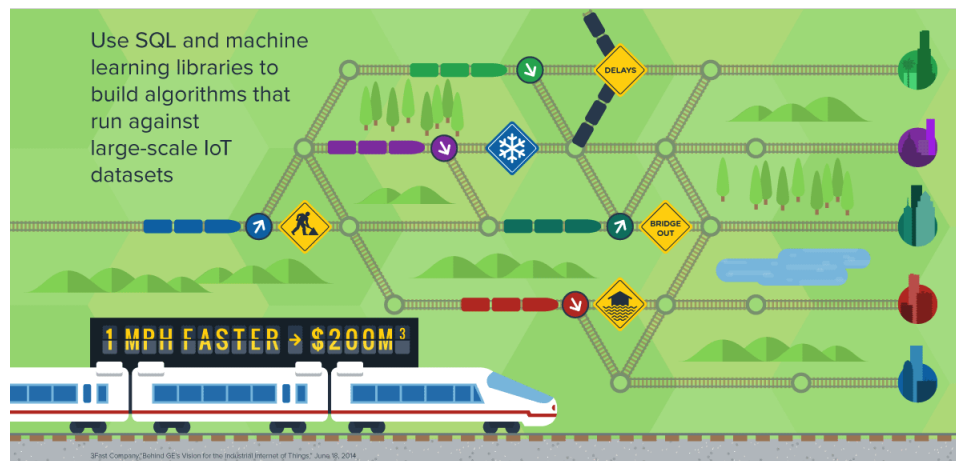 Use SQL and machine
learning libraries to
build algorithms that
run against
large-scale IoT
datasets
DELAYS
BRIDGE
OUT
1 MPH FASTER → $200M³
3Fast Company,"Behind GE's Vision for the Industrial Internet of Things," June 18, 2014